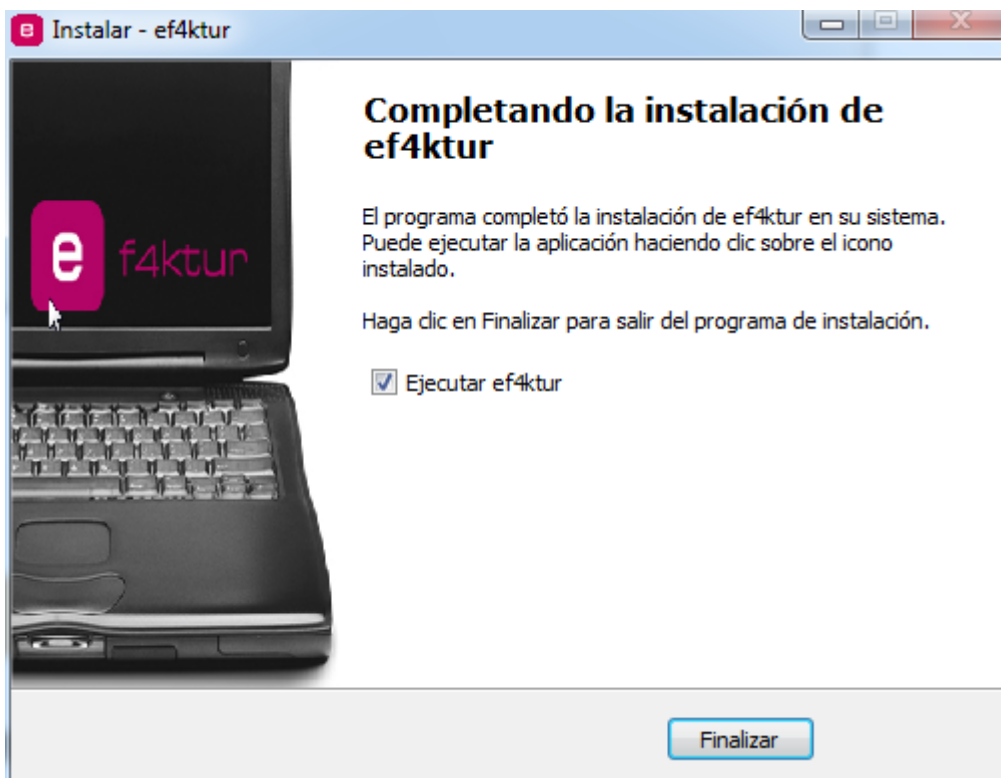 e Instalar - ef4ktur
Completando la instalación de
ef4ktur
El programa completó la instalación de ef4ktur en su sistema.
Puede ejecutar la aplicación haciendo clic sobre el icono
instalado.
Haga clic en Finalizar para salir del programa de instalación.
Ejecutar ef4ktur
e f4ktur
Finalizar